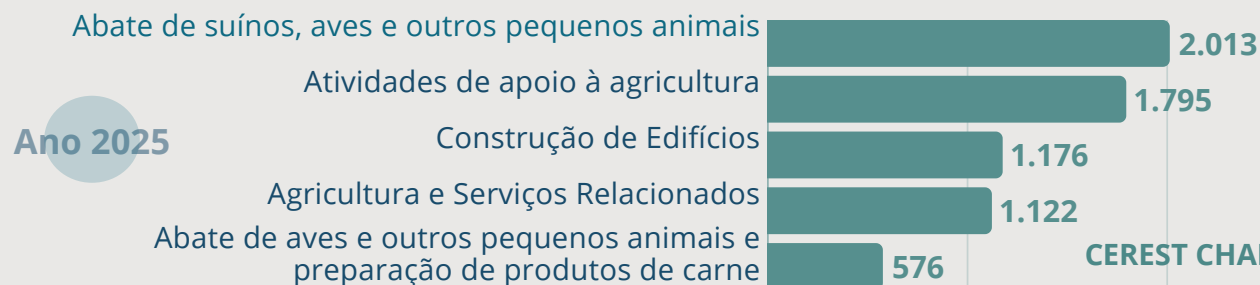 Abate de suínos, aves e outros pequenos animais
2.013
Atividades de apoio à agricultura
1.795
Ano 2025
Construção de Edifícios
1.176
Agricultura e Serviços Relacionados
1.122
Abate de aves e outros pequenos animais e
preparação de produtos de carne
576
CEREST